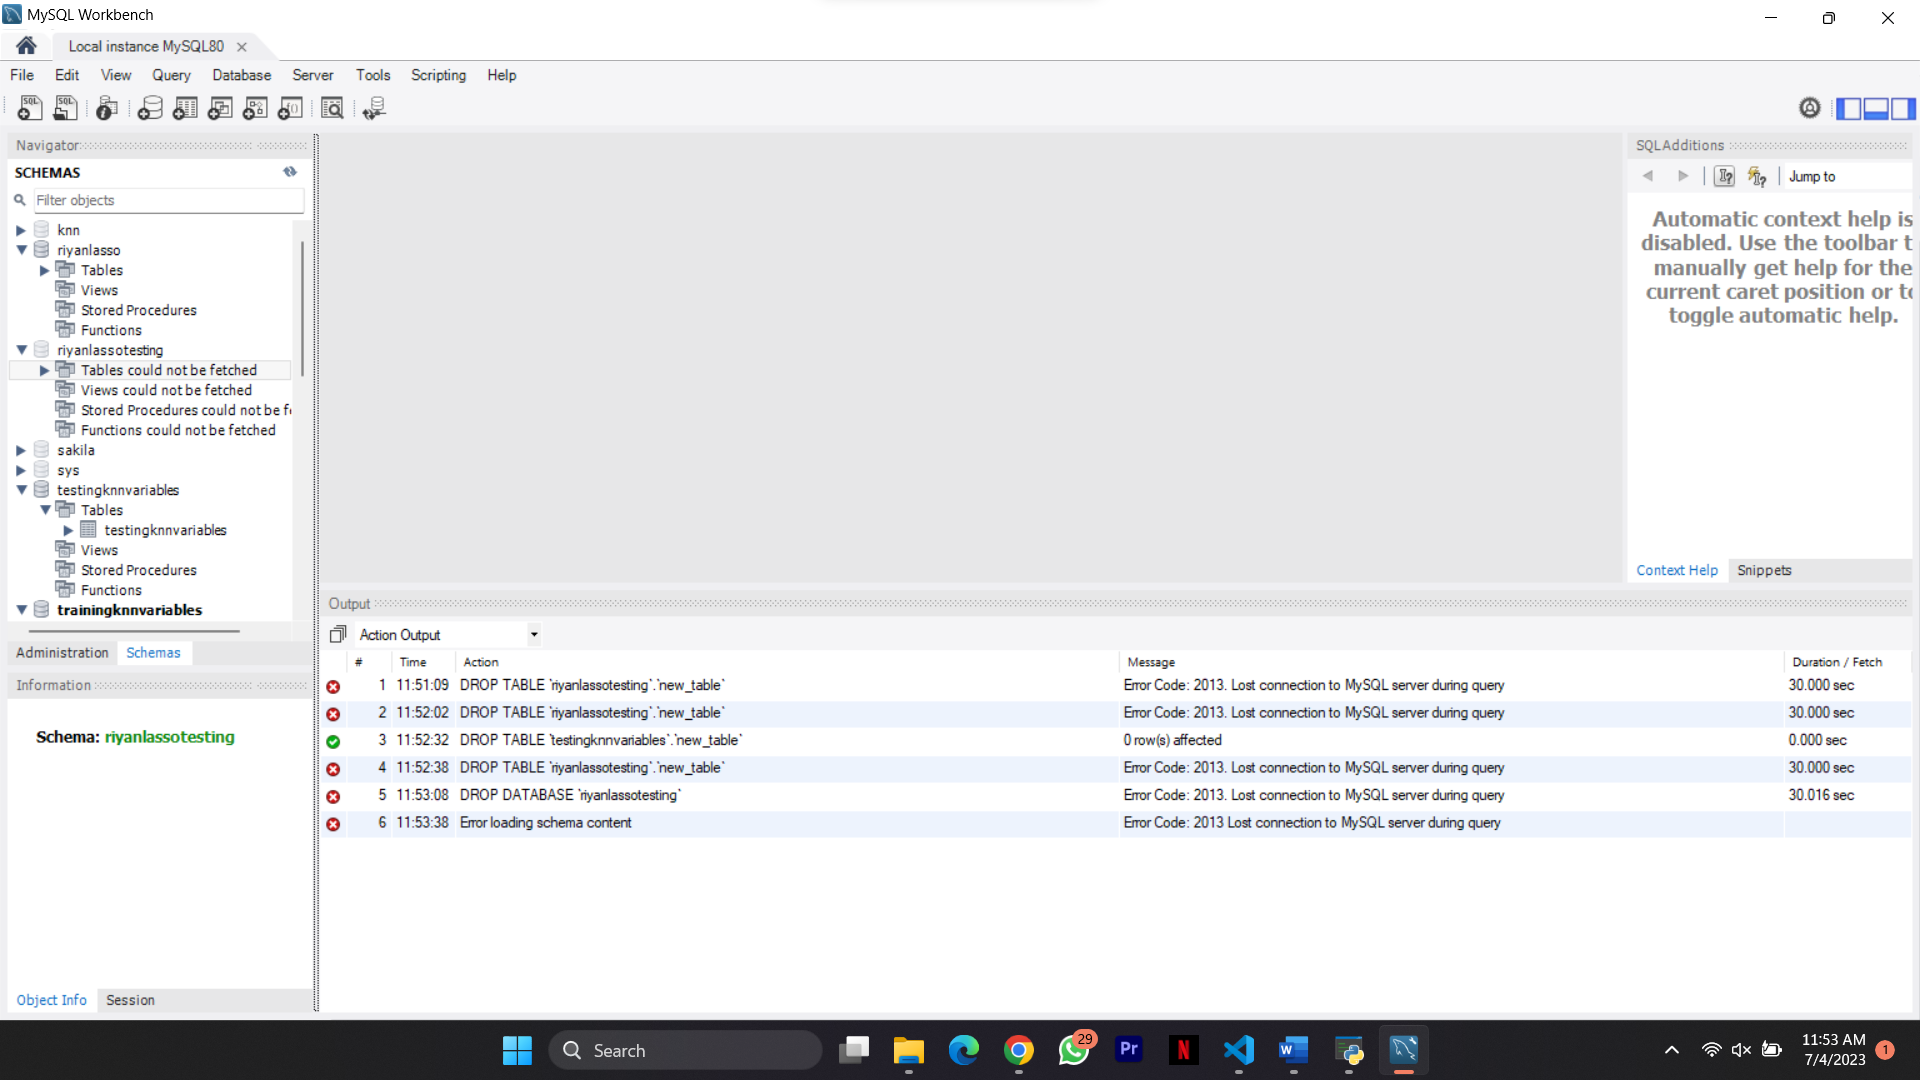 MySQL Workbench
Local instance MySQL80
File Edit View Query Database Server Tools Scripting Help
SQL SQL
Navigator
SCHEMAS
Filter objects
knn
riyanlasso
Tables
Views
Stored Procedures
Functions
riyanlassotesting
Tables could not be fetched
Views could not be fetched
Stored Procedures could not be f
Functions could not be fetched
sakila
sys
testingknnvariables
Tables
testingknnvariables
Views
Stored Procedures
Functions
trainingknnvariables
Administration Schemas
Information
Schema: riyanlassotesting
Object Info Session
SQLAdditions
Jump to
Automatic context help is
disabled. Use the toolbar t
manually get help for the
current caret position or to
toggle automatic help.
Context Help Snippets
Output
Action Output
# Time Action Message Duration / Fetch
1 11:51:09 DROP TABLE `riyanlassotesting`.`new_table` Error Code: 2013. Lost connection to MySQL server during query 30.000 sec
2 11:52:02 DROP TABLE `riyanlassotesting`.`new_table` Error Code: 2013. Lost connection to MySQL server during query 30.000 sec
3 11:52:32 DROP TABLE `testingknnvariables`.`new_table` 0 row(s) affected 0.000 sec
4 11:52:38 DROP TABLE `riyanlassotesting`.`new_table` Error Code: 2013. Lost connection to MySQL server during query 30.000 sec
5 11:53:08 DROP DATABASE `riyanlassotesting` Error Code: 2013. Lost connection to MySQL server during query 30.016 sec
6 11:53:38 Error loading schema content Error Code: 2013 Lost connection to MySQL server during query
Search
29
Pr
N
W
11:53 AM
7/4/2023
1